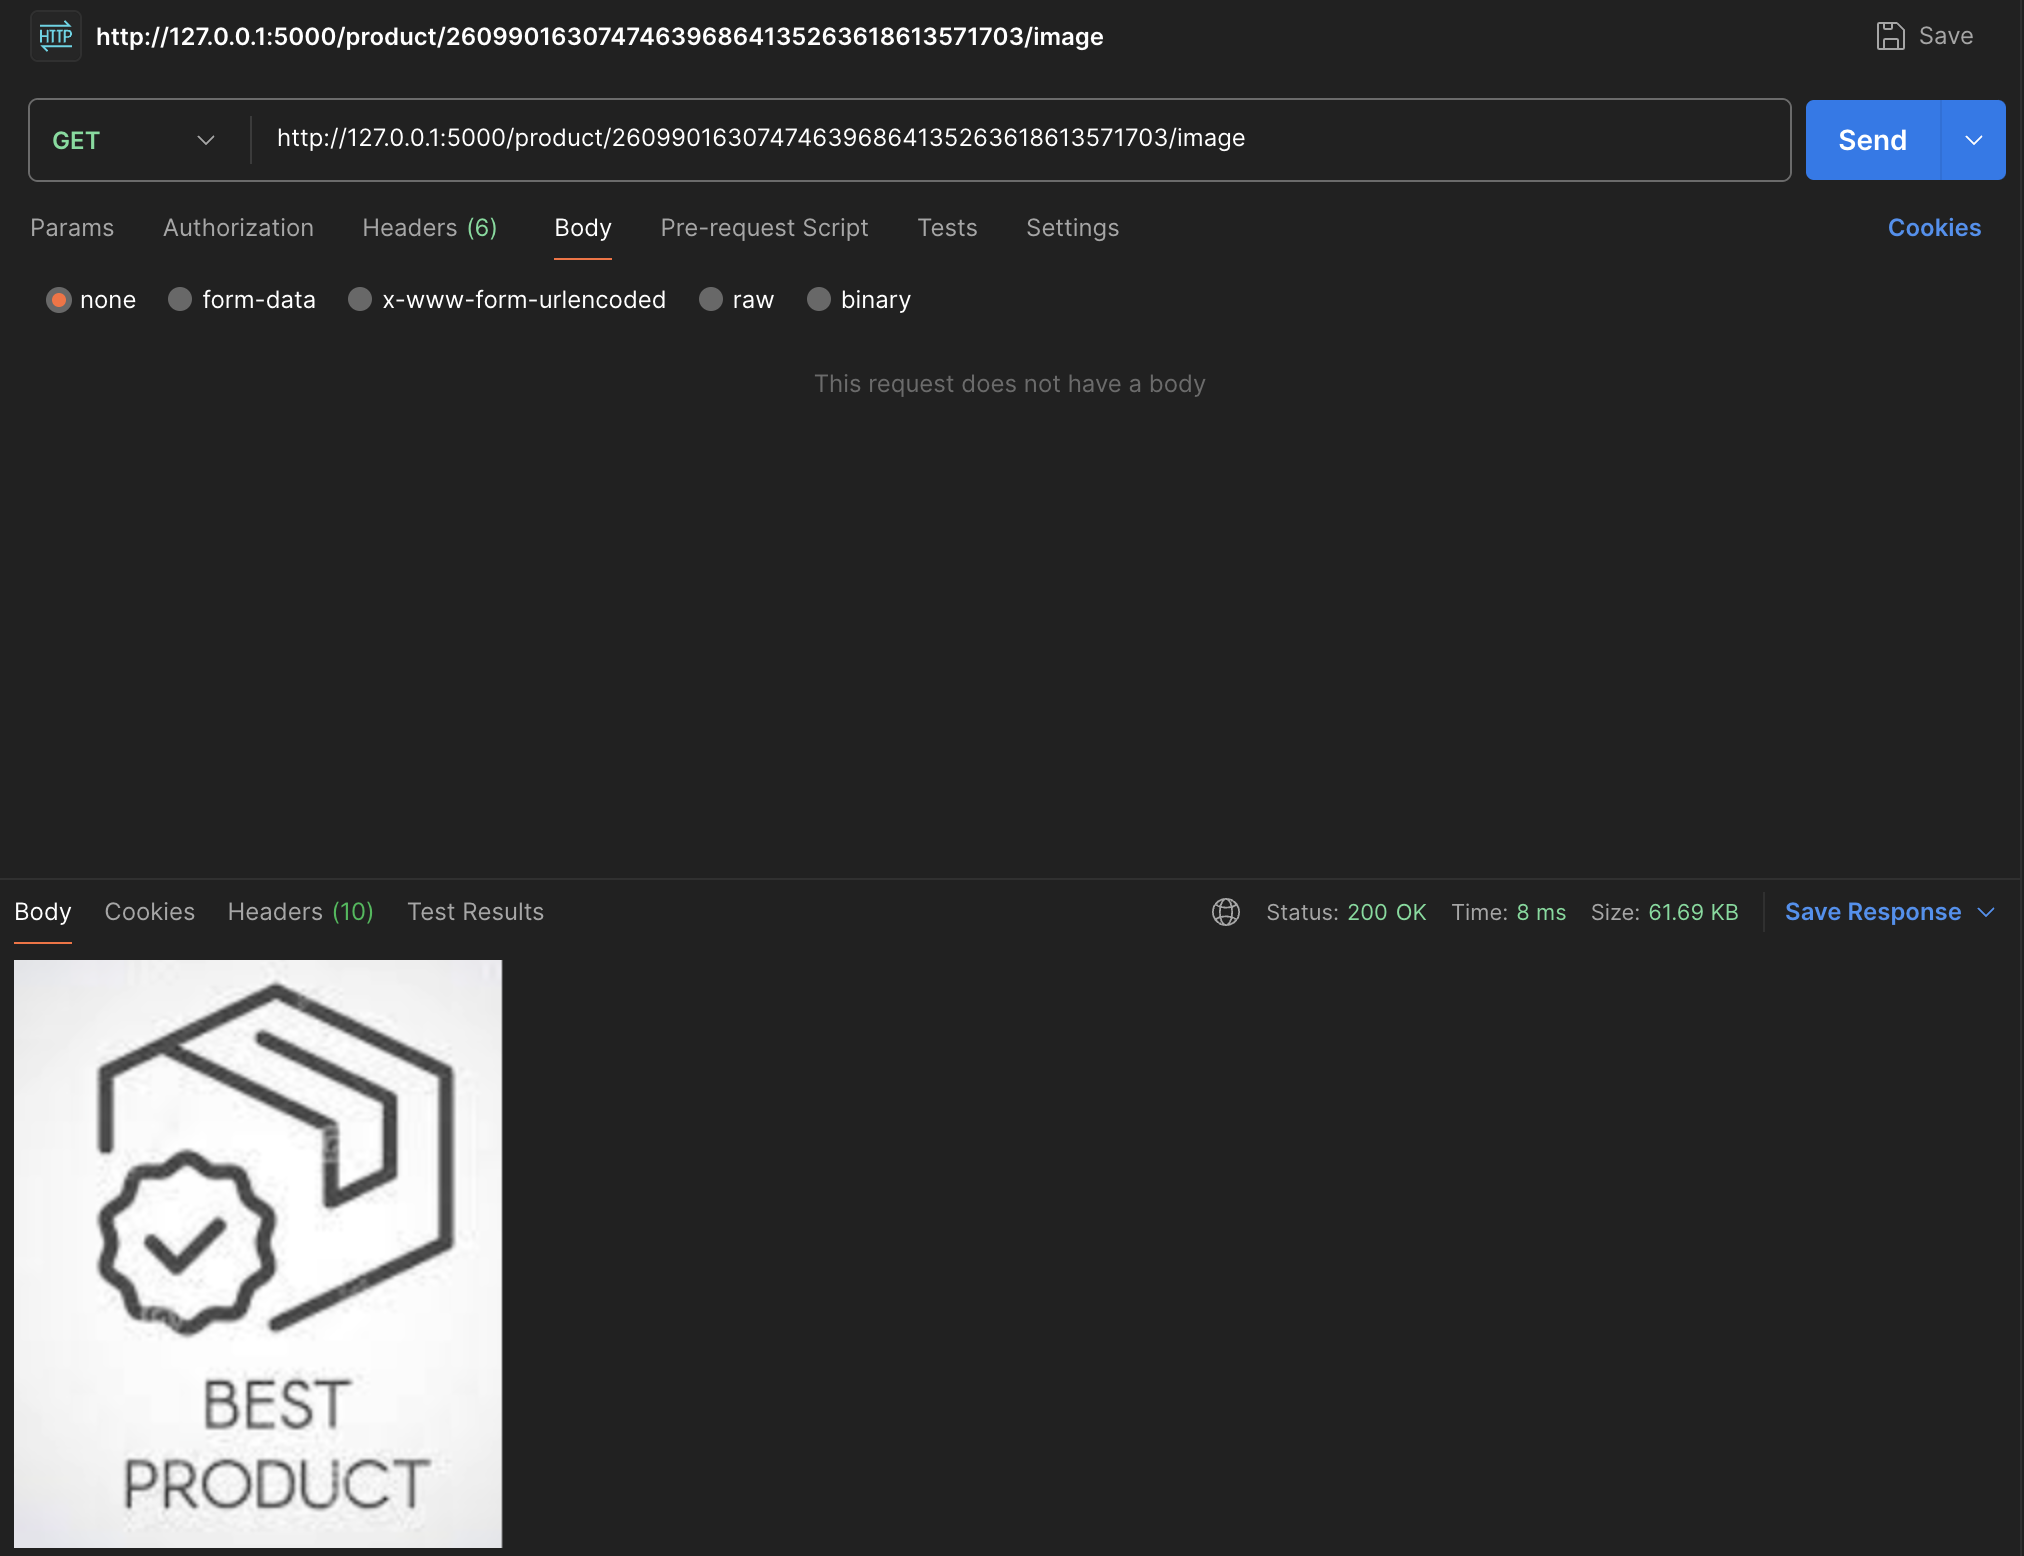 HTTP http://127.0.0.1:5000/product/260990163074746396864135263618613571703/image Save
GET http://127.0.0.1:5000/product/260990163074746396864135263618613571703/image Send
Params Authorization Headers (6) Body Pre-request Script Tests Settings Cookies
none form-data x-www-form-urlencoded raw binary
This request does not have a body
Body Cookies Headers (10) Test Results Status: 200 OK Time: 8 ms Size: 61.69 KB Save Response
BEST
PRODUCT